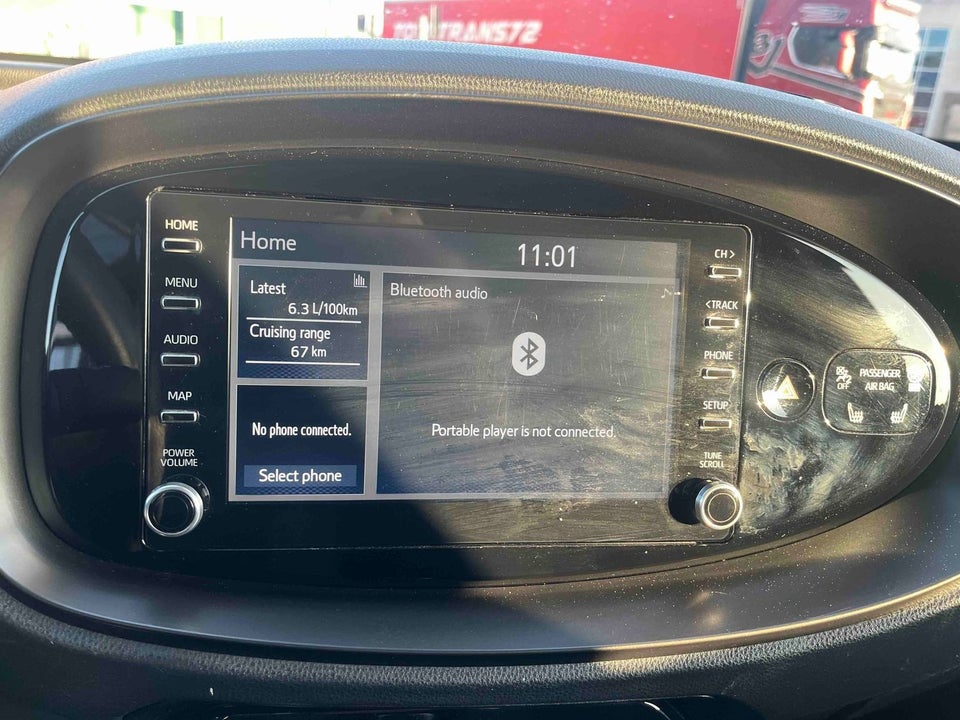 TRANS72
HOME
MENU
AUDIO
MAP
POWER
VOLUME
Home
11:01
Latest
6.3 L/100km
Cruising range
67 km
No phone connected.
Select phone
Bluetooth audio
Portable player is not connected.
CH >
< TRACK
PHONE
SETUP
TUNE
SCROLL
OFF
PASSENGER
AIR BAG